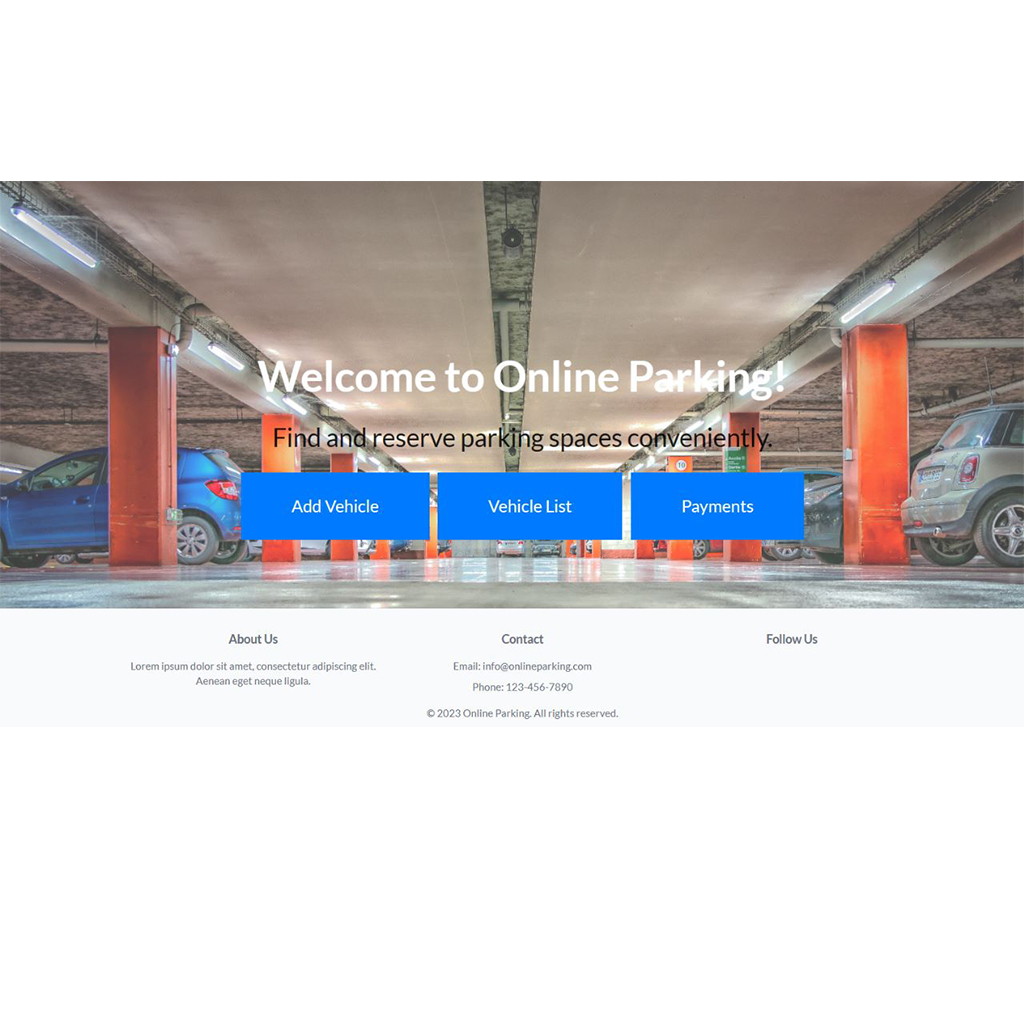 Welcome to Online Parking!
Find and reserve parking spaces conveniently.
10
Add Vehicle
Vehicle List
Payments
About Us
Lorem ipsum dolor sit amet, consectetur adipiscing elit.
Aenean eget neque ligula.
Contact
Email: info@onlineparking.com
Phone: 123-456-7890
Follow Us
© 2023 Online Parking. All rights reserved.